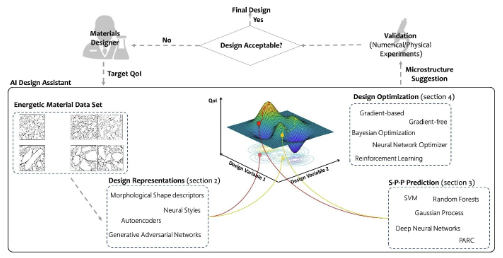 Final Design
Yes
Materials
Designer
No
Design Acceptable?
Validation
(Numerical/Physical
Experiments)
Target QoI
Microstructure
Suggestion
AI Design Assistant
Energetic Material Data Set
QoI
Design Variable 1
Design Variable 2
Design Optimization (section 4)
Gradient-based
Gradient-free
Bayesian Optimization
Neural Network Optimizer
Reinforcement Learning
Design Representations (section 2)
Morphological Shape descriptors
Neural Styles
Autoencoders
Generative Adversarial Networks
S-P-P Prediction (section 3)
SVM
Random Forests
Gaussian Process
Deep Neural Networks
PARC